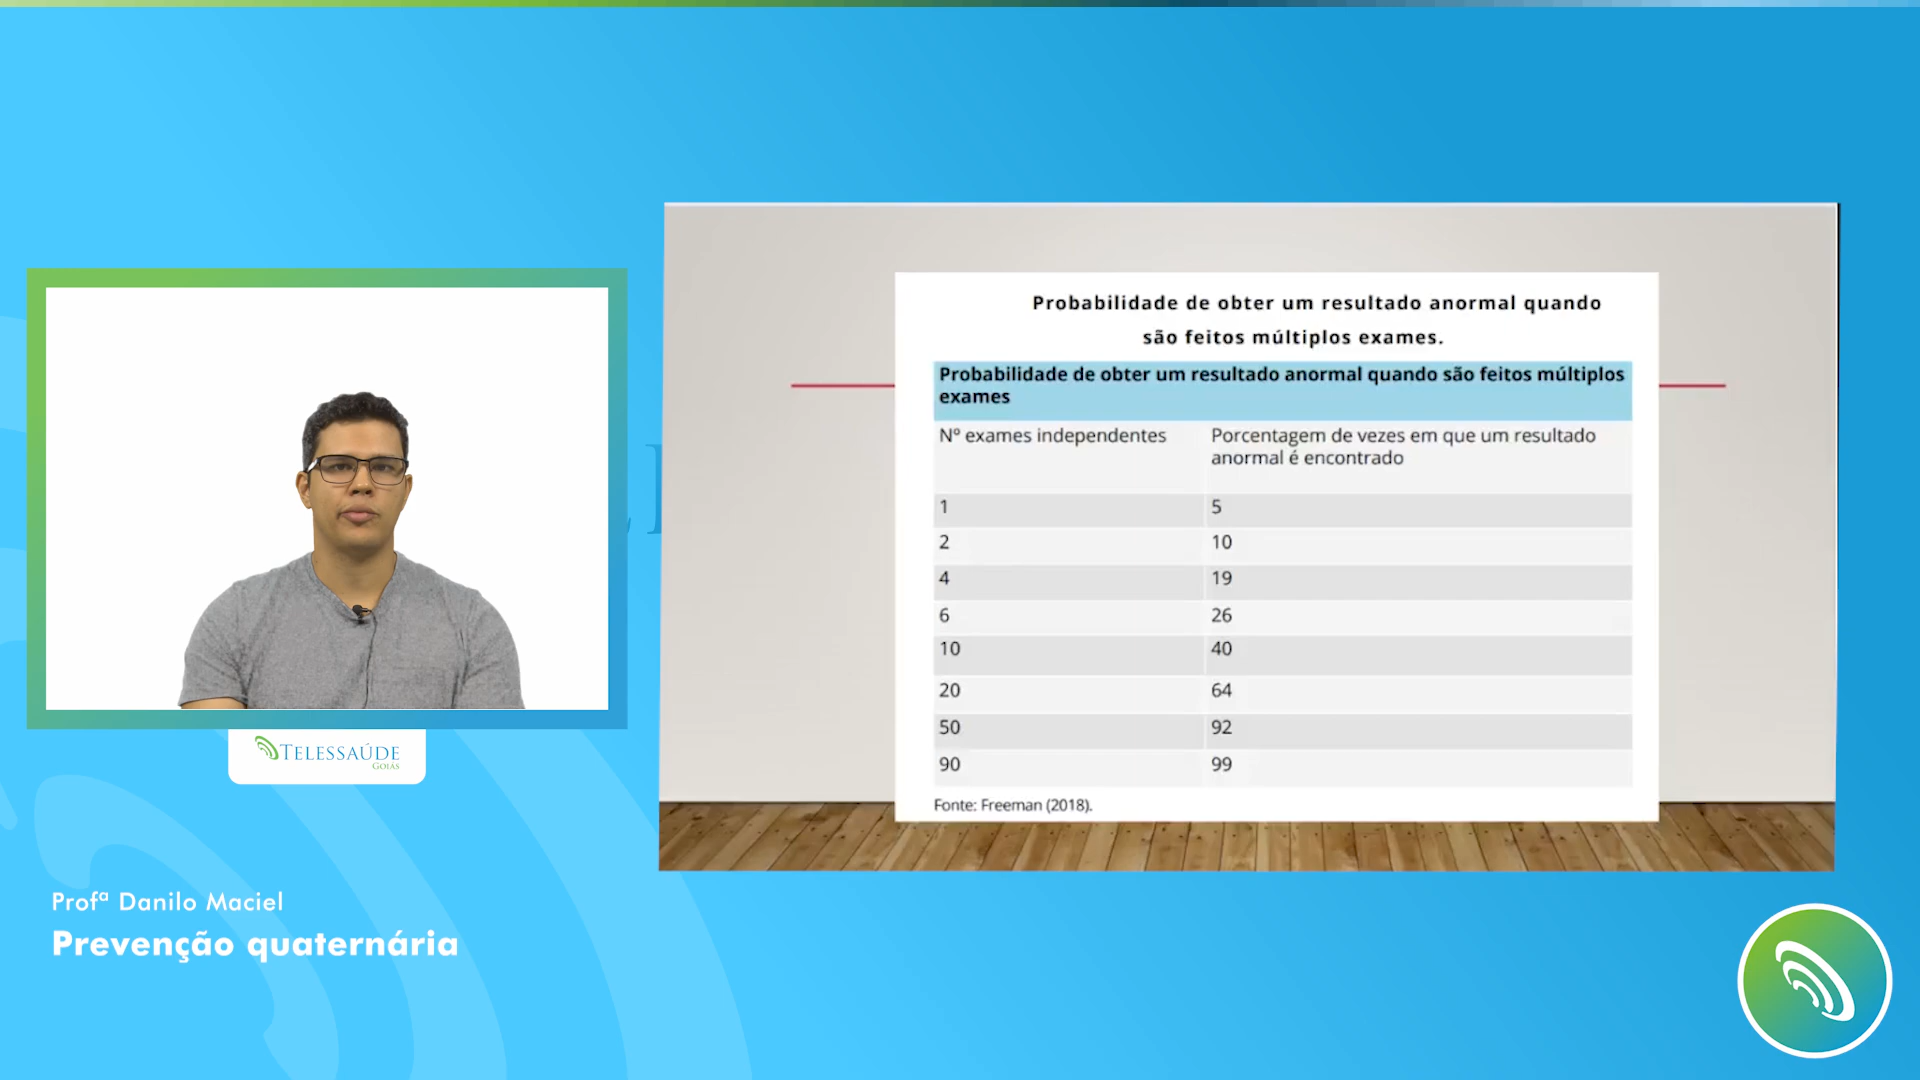 Probabilidade de obter um resultado anormal quando
são feitos múltiplos exames.
Probabilidade de obter um resultado anormal quando são feitos múltiplos
exames
Nº exames independentes
Porcentagem de vezes em que um resultado
anormal é encontrado
1 5
2 10
4 19
6 26
10 40
20 64
50 92
90 99
Fonte: Freeman (2018).
TELESSAÚDE
GOIÁS
Profª Danilo Maciel
Prevenção quaternária